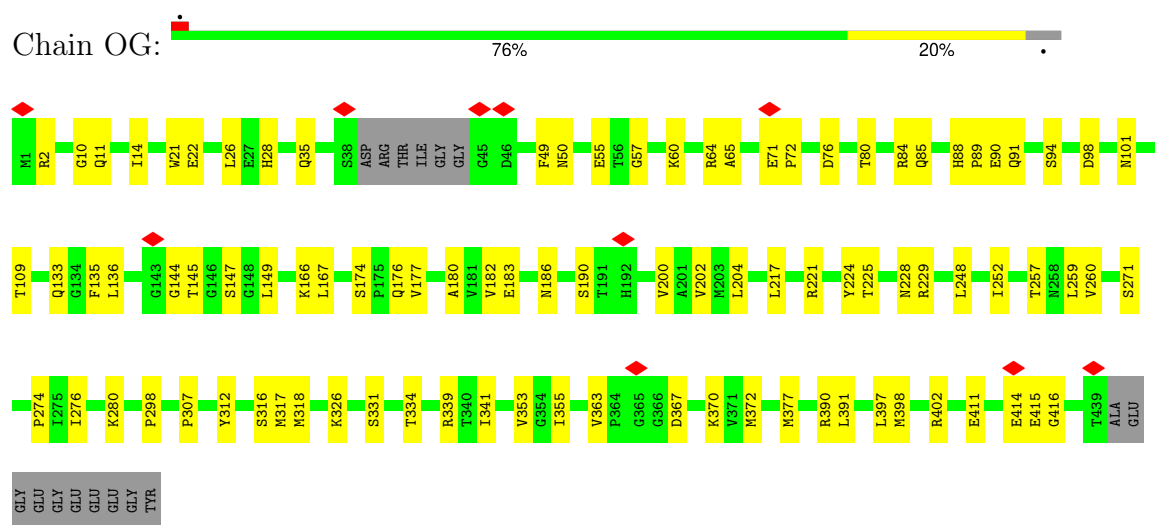 Chain OG:
76% 20%
M1 R2 G10 Q11 I14 W21 E22 L26 E27 H28 Q35 S38 ASP ARG THR ILE GLY GLY G45 D46 F49 N50 E55 T56 G57 K60 R64 A65 E71 P72 D76 T80 R84 Q85 H88 P89 E90 Q91 S94 D98 N101
T109 Q133 G134 F135 L136 G143 G144 T145 G146 S147 G148 L149 K166 L167 S174 P175 Q176 V177 A180 V181 V182 E183 N186 S190 T191 H192 V200 A201 V202 M203 L204 L217 R221 Y224 T225 N228 R229 L248 I252 T257 N258 L259 V260 S271
P274 I275 I276 K280 P298 P307 Y312 S316 M317 M318 K326 S331 T334 R339 T340 I341 V353 G354 I355 V363 P364 G365 G366 D367 K370 V371 M372 M377 R390 L391 L397 M398 R402 E411 E414 E415 G416 T439 ALA GLU
GLY GLU GLY GLU GLU GLU GLY TYR